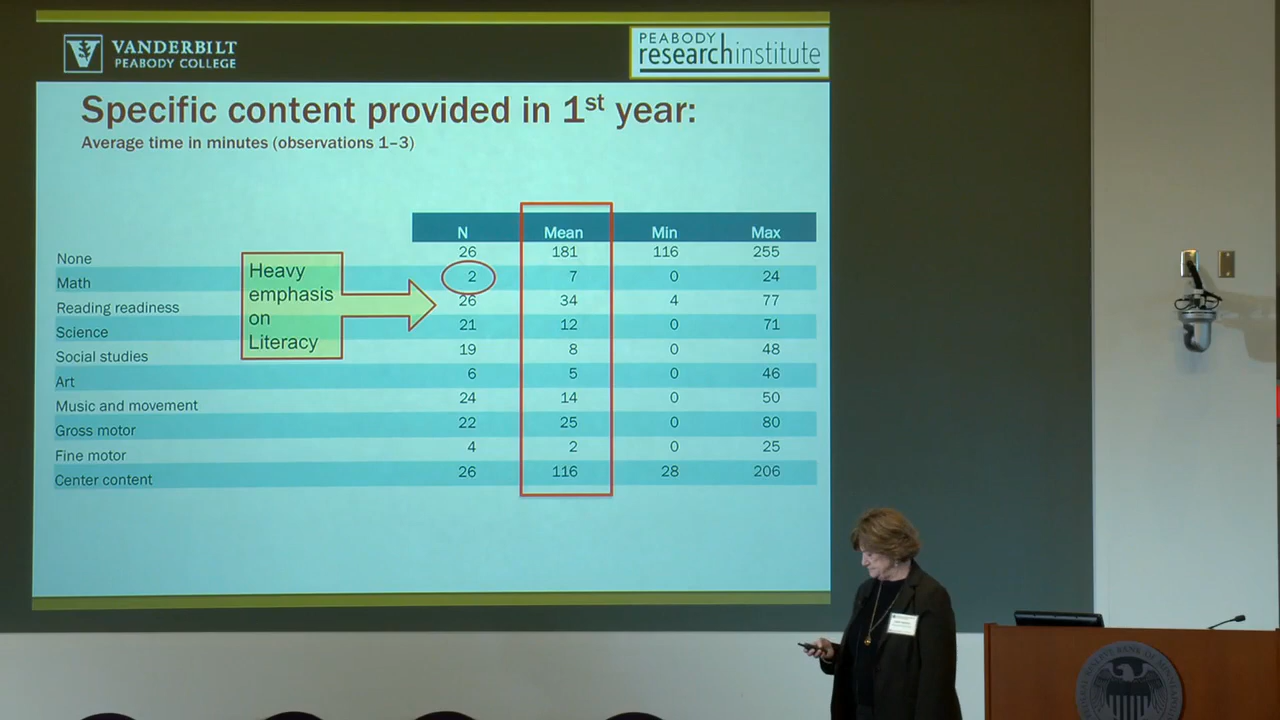 VANDERBILT
PEABODY COLLEGE
PEABODY
researchinstitute
Specific content provided in 1st year:
Average time in minutes (observations 1–3)
N Mean Min Max
None 26 181 116 255
Math 2 7 0 24
Reading readiness 26 34 4 77
Science 21 12 0 71
Social studies 19 8 0 48
Art 6 5 0 46
Music and movement 24 14 0 50
Gross motor 22 25 0 80
Fine motor 4 2 0 25
Center content 26 116 28 206
Heavy
emphasis
on
Literacy